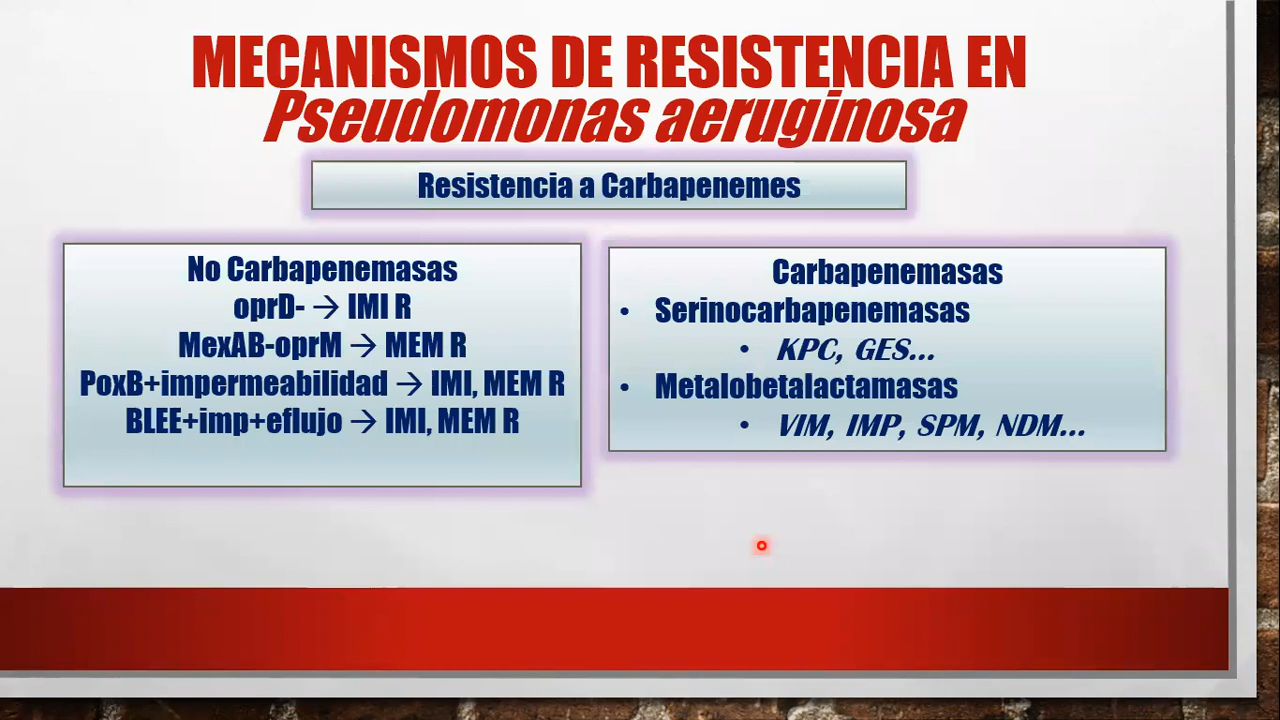 MECANISMOS DE RESISTENCIA EN
Pseudomonas aeruginosa
Resistencia a Carbapenemes
No Carbapenemasas
oprD- → IMI R
MexAB-oprM → MEM R
PoxB+impermeabilidad → IMI, MEM R
BLEE+imp+eflujo → IMI, MEM R
Carbapenemasas
• Serinocarbapenemasas
• KPC, GES...
• Metalobetalactamasas
• VIM, IMP, SPM, NDM...